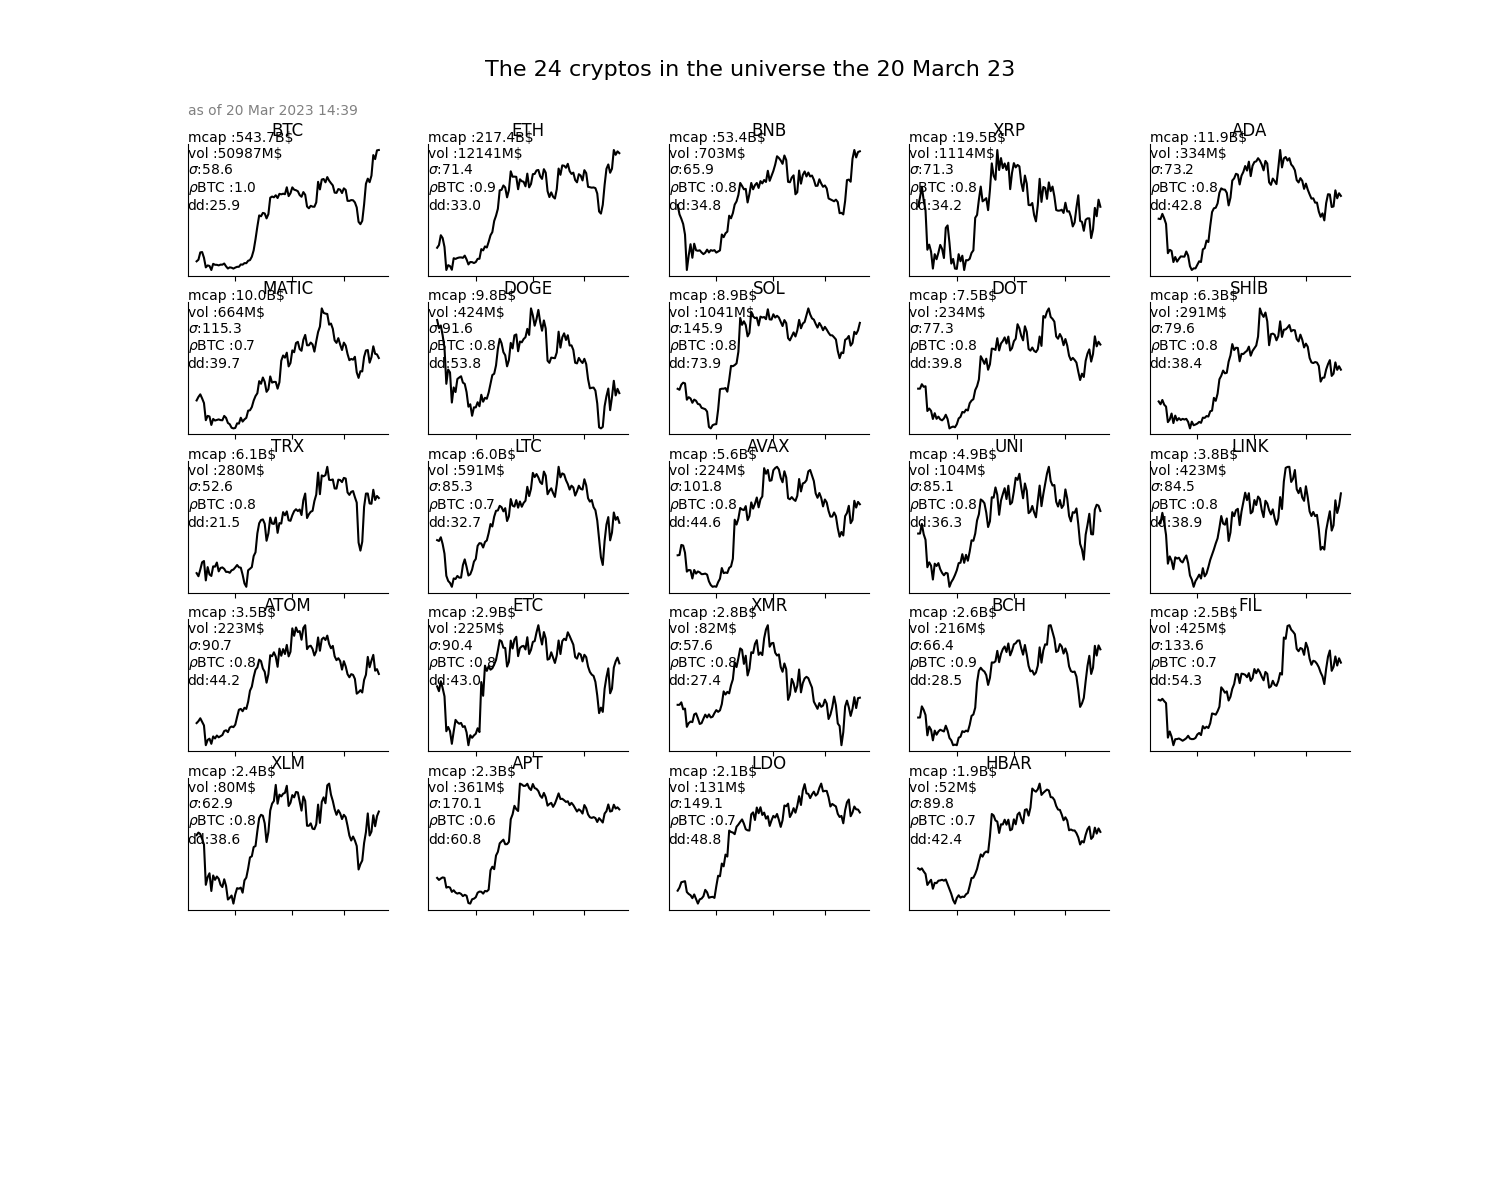 The 24 cryptos in the universe the 20 March 23
as of 20 Mar 2023 14:39
BTC
mcap :543.7B$
vol :50987M$
σ:58.6
ρBTC :1.0
dd:25.9
ETH
mcap :217.4B$
vol :12141M$
σ:71.4
ρBTC :0.9
dd:33.0
BNB
mcap :53.4B$
vol :703M$
σ:65.9
ρBTC :0.8
dd:34.8
XRP
mcap :19.5B$
vol :1114M$
σ:71.3
ρBTC :0.8
dd:34.2
ADA
mcap :11.9B$
vol :334M$
σ:73.2
ρBTC :0.8
dd:42.8
MATIC
mcap :10.0B$
vol :664M$
σ:115.3
ρBTC :0.7
dd:39.7
DOGE
mcap :9.8B$
vol :424M$
σ:91.6
ρBTC :0.8
dd:53.8
SOL
mcap :8.9B$
vol :1041M$
σ:145.9
ρBTC :0.8
dd:73.9
DOT
mcap :7.5B$
vol :234M$
σ:77.3
ρBTC :0.8
dd:39.8
SHIB
mcap :6.3B$
vol :291M$
σ:79.6
ρBTC :0.8
dd:38.4
TRX
mcap :6.1B$
vol :280M$
σ:52.6
ρBTC :0.8
dd:21.5
LTC
mcap :6.0B$
vol :591M$
σ:85.3
ρBTC :0.7
dd:32.7
AVAX
mcap :5.6B$
vol :224M$
σ:101.8
ρBTC :0.8
dd:44.6
UNI
mcap :4.9B$
vol :104M$
σ:85.1
ρBTC :0.8
dd:36.3
LINK
mcap :3.8B$
vol :423M$
σ:84.5
ρBTC :0.8
dd:38.9
ATOM
mcap :3.5B$
vol :223M$
σ:90.7
ρBTC :0.8
dd:44.2
ETC
mcap :2.9B$
vol :225M$
σ:90.4
ρBTC :0.8
dd:43.0
XMR
mcap :2.8B$
vol :82M$
σ:57.6
ρBTC :0.8
dd:27.4
BCH
mcap :2.6B$
vol :216M$
σ:66.4
ρBTC :0.9
dd:28.5
FIL
mcap :2.5B$
vol :425M$
σ:133.6
ρBTC :0.7
dd:54.3
XLM
mcap :2.4B$
vol :80M$
σ:62.9
ρBTC :0.8
dd:38.6
APT
mcap :2.3B$
vol :361M$
σ:170.1
ρBTC :0.6
dd:60.8
LDO
mcap :2.1B$
vol :131M$
σ:149.1
ρBTC :0.7
dd:48.8
HBAR
mcap :1.9B$
vol :52M$
σ:89.8
ρBTC :0.7
dd:42.4